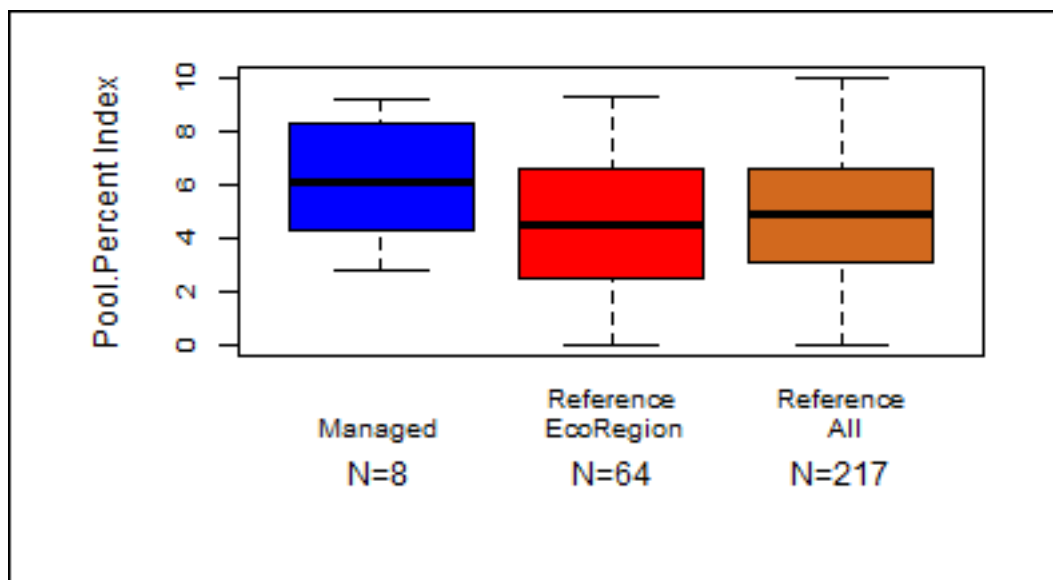 Pool.Percent Index
10
8
6
4
2
0
Managed
Reference
EcoRegion
Reference
All
N=8
N=64
N=217